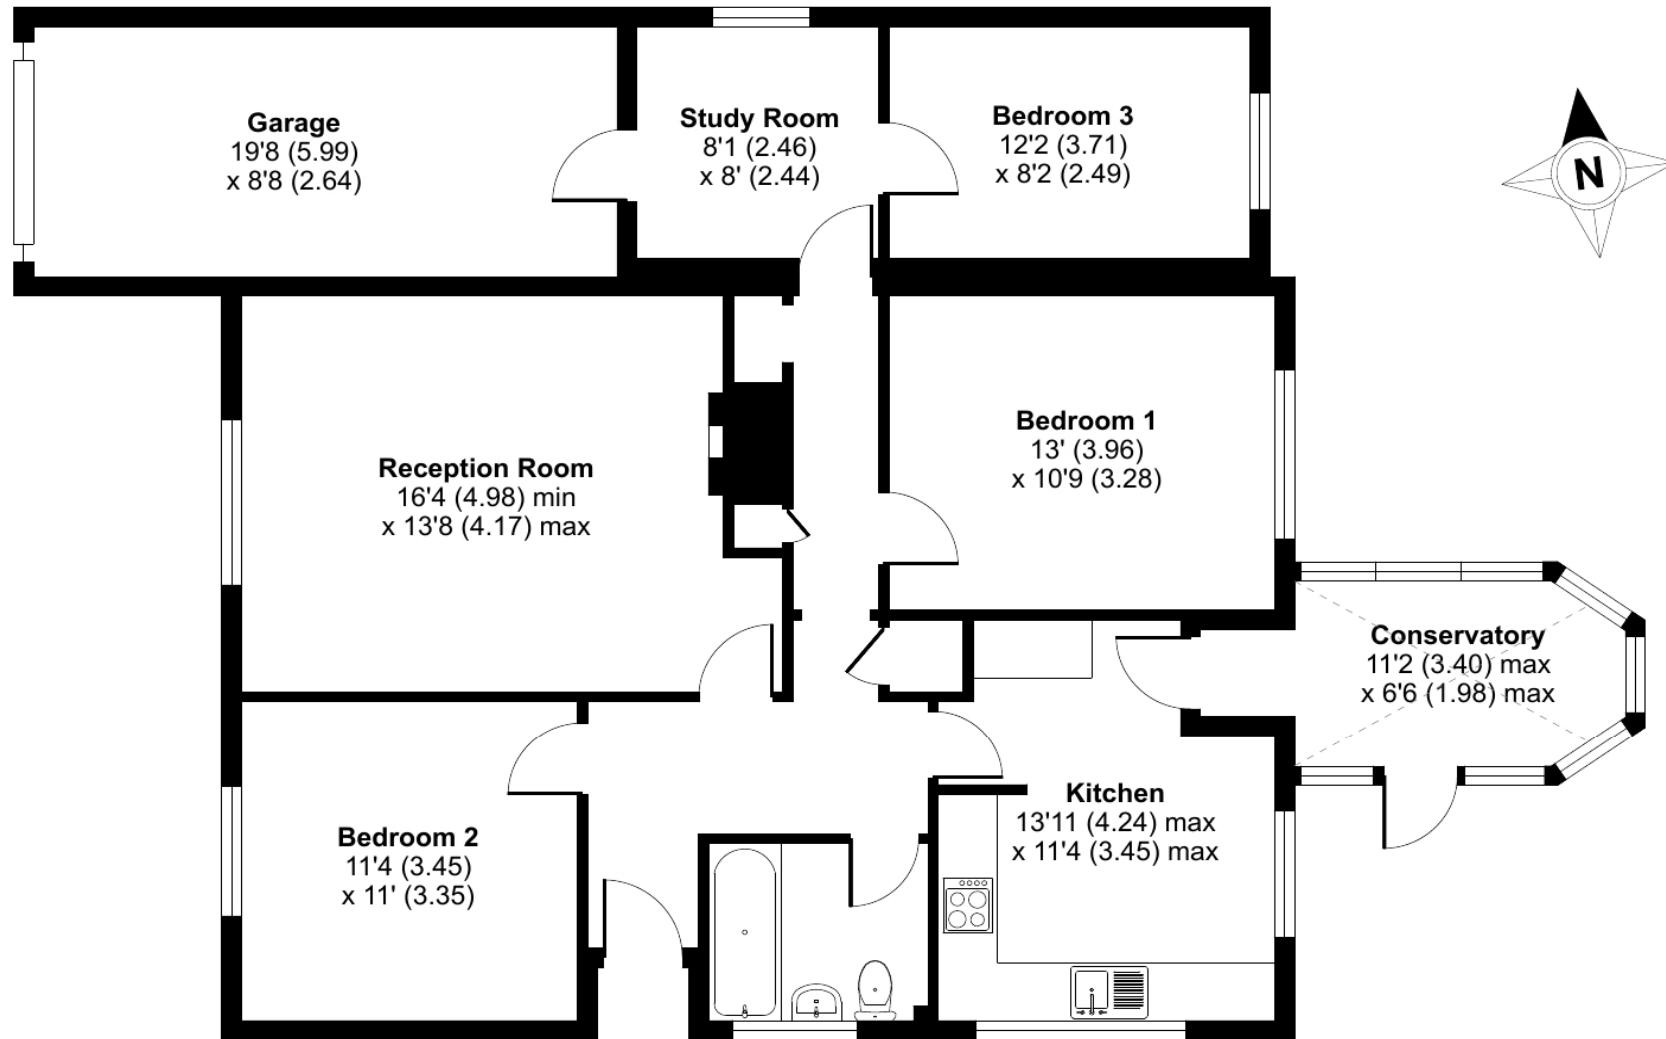 Garage
19'8 (5.99)
x 8'8 (2.64)
Study Room
8'1 (2.46)
x 8' (2.44)
Bedroom 3
12'2 (3.71)
x 8'2 (2.49)
N
Reception Room
16'4 (4.98) min
x 13'8 (4.17) max
Bedroom 1
13' (3.96)
x 10'9 (3.28)
Conservatory
11'2 (3.40) max
x 6'6 (1.98) max
Bedroom 2
11'4 (3.45)
x 11' (3.35)
Kitchen
13'11 (4.24) max
x 11'4 (3.45) max